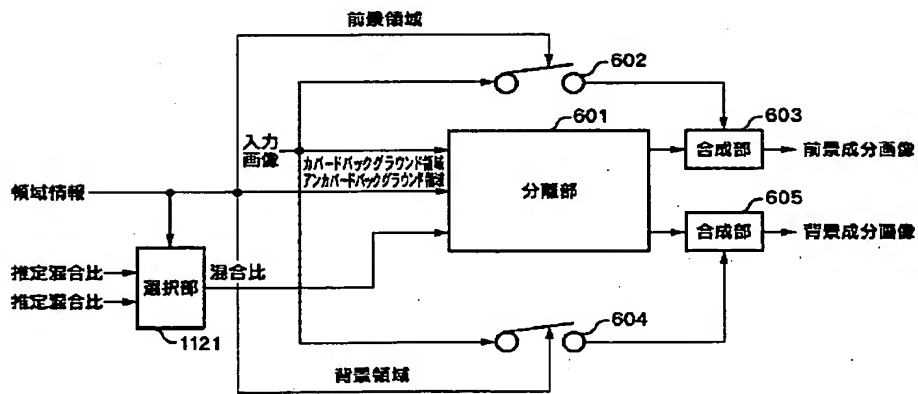 前景領域
602
603
601
入力
画像
カバードバックグラウンド領域
アンカバードバックグラウンド領域
合成部
前景成分画像
領域情報
分離部
605
合成部
背景成分画像
推定混合比
推定混合比
選択部
混合比
1121
604
背景領域